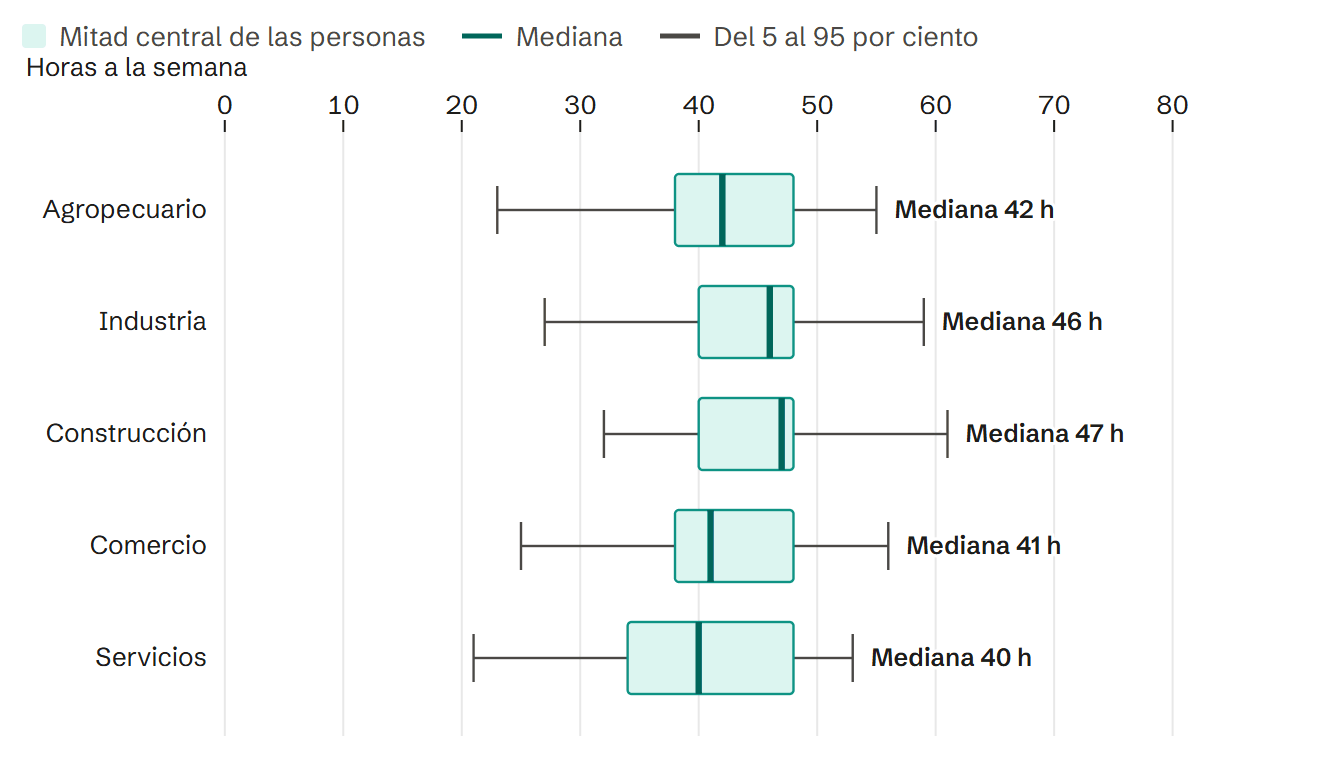 Mitad central de las personas Mediana Del 5 al 95 por ciento
Horas a la semana
0 10 20 30 40 50 60 70 80
Agropecuario Mediana 42 h
Industria Mediana 46 h
Construcción Mediana 47 h
Comercio Mediana 41 h
Servicios Mediana 40 h